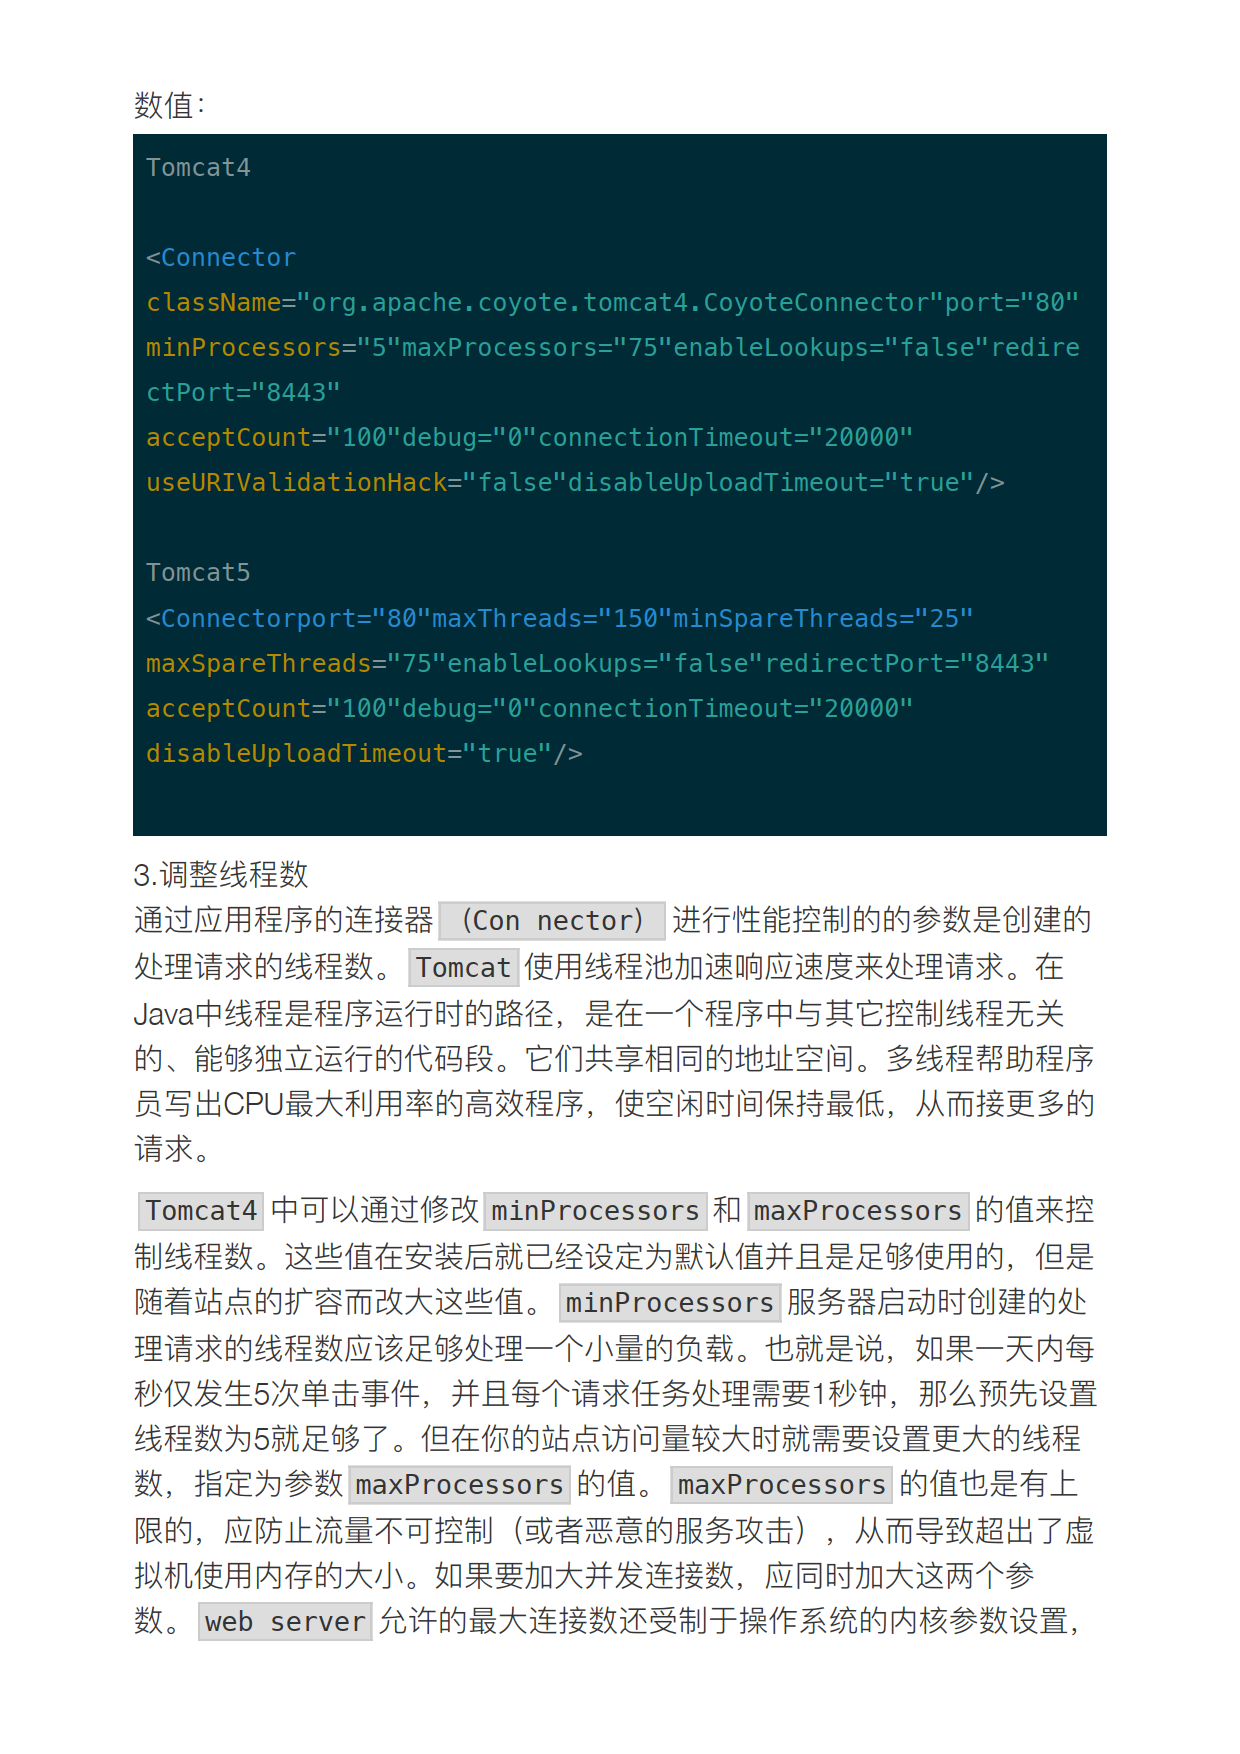 数值：
Tomcat4
<Connector
className="org.apache.coyote.tomcat4.CoyoteConnector"port="80"
minProcessors="5"maxProcessors="75"enableLookups="false"redire
ctPort="8443"
acceptCount="100"debug="0"connectionTimeout="20000"
useURIValidationHack="false"disableUploadTimeout="true"/>
Tomcat5
<Connectorport="80"maxThreads="150"minSpareThreads="25"
maxSpareThreads="75"enableLookups="false"redirectPort="8443"
acceptCount="100"debug="0"connectionTimeout="20000"
disableUploadTimeout="true"/>
3.调整线程数
通过应用程序的连接器（Con nector）进行性能控制的的参数是创建的
处理请求的线程数。 Tomcat 使用线程池加速响应速度来处理请求。在
Java中线程是程序运行时的路径，是在一个程序中与其它控制线程无关
的、能够独立运行的代码段。它们共享相同的地址空间。多线程帮助程序
员写出CPU最大利用率的高效程序，使空闲时间保持最低，从而接更多的
请求。
Tomcat4 中可以通过修改 minProcessors 和 maxProcessors 的值来控
制线程数。这些值在安装后就已经设定为默认值并且是足够使用的，但是
随着站点的扩容而改大这些值。 minProcessors 服务器启动时创建的处
理请求的线程数应该足够处理一个小量的负载。也就是说，如果一天内每
秒仅发生5次单击事件，并且每个请求任务处理需要1秒钟，那么预先设置
线程数为5就足够了。但在你的站点访问量较大时就需要设置更大的线程
数，指定为参数 maxProcessors 的值。 maxProcessors 的值也是有上
限的，应防止流量不可控制（或者恶意的服务攻击），从而导致超出了虚
拟机使用内存的大小。如果要加大并发连接数，应同时加大这两个参
数。 web server 允许的最大连接数还受制于操作系统的内核参数设置，